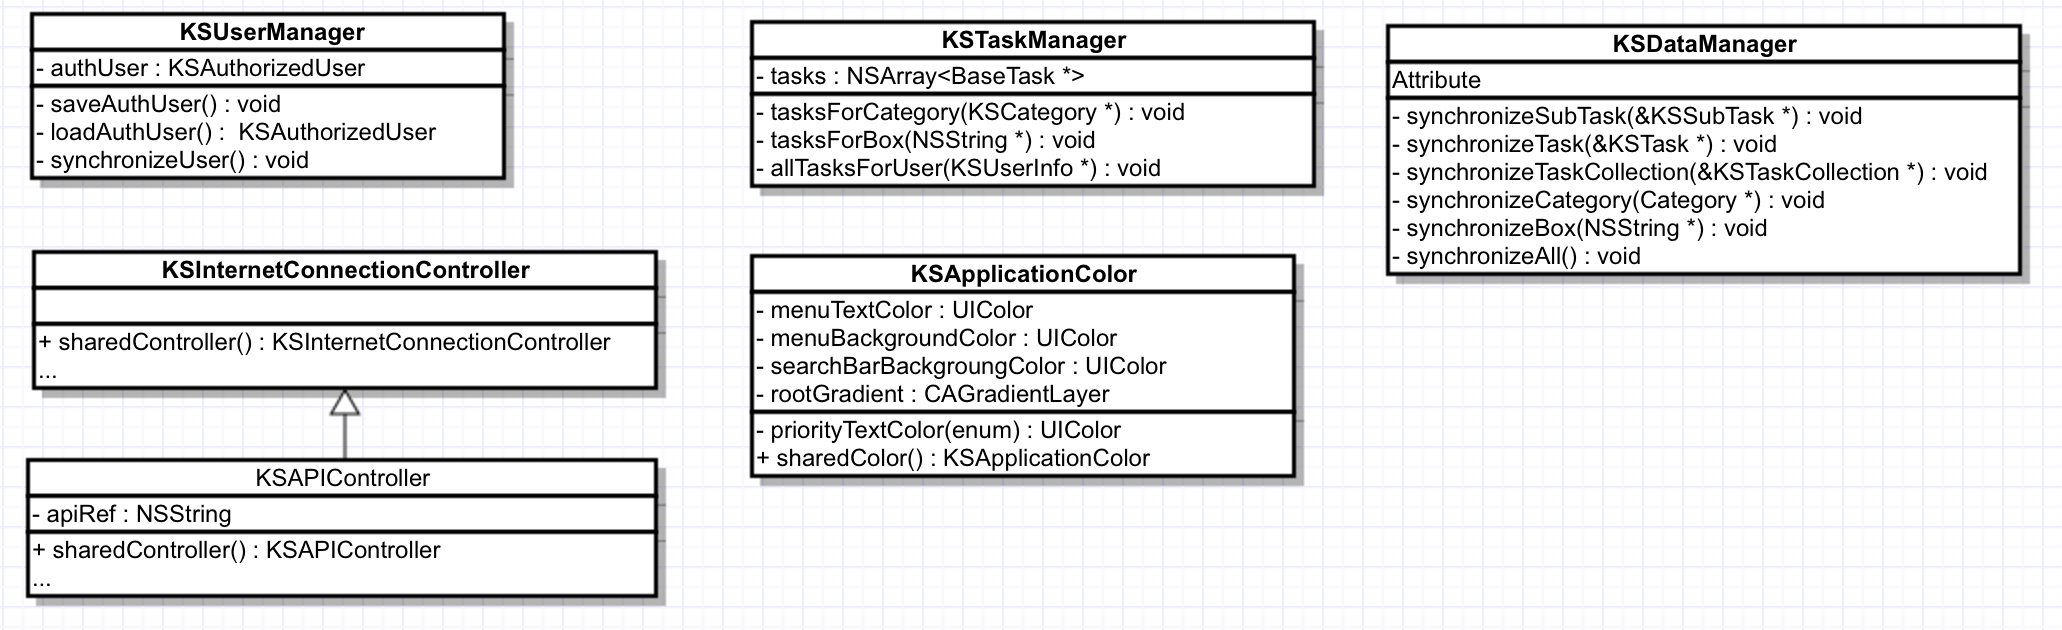 KSUserManager
- authUser : KSAuthorizedUser
- saveAuthUser() : void
- loadAuthUser() :  KSAuthorizedUser
- synchronizeUser() : void
KSTaskManager
- tasks : NSArray<BaseTask *>
- tasksForCategory(KSCategory *) : void
- tasksForBox(NSString *) : void
- allTasksForUser(KSUserInfo *) : void
KSDataManager
Attribute
- synchronizeSubTask(&KSSubTask *) : void
- synchronizeTask(&KSTask *) : void
- synchronizeTaskCollection(&KSTaskCollection *) : void
- synchronizeCategory(Category *) : void
- synchronizeBox(NSString *) : void
- synchronizeAll() : void
KSInternetConnectionController
+ sharedController() : KSInternetConnectionController
...
KSApplicationColor
- menuTextColor : UIColor
- menuBackgroundColor : UIColor
- searchBarBackgroungColor : UIColor
- rootGradient : CAGradientLayer
- priorityTextColor(enum) : UIColor
+ sharedColor() : KSApplicationColor
KSAPIController
- apiRef : NSString
+ sharedController() : KSAPIController
...